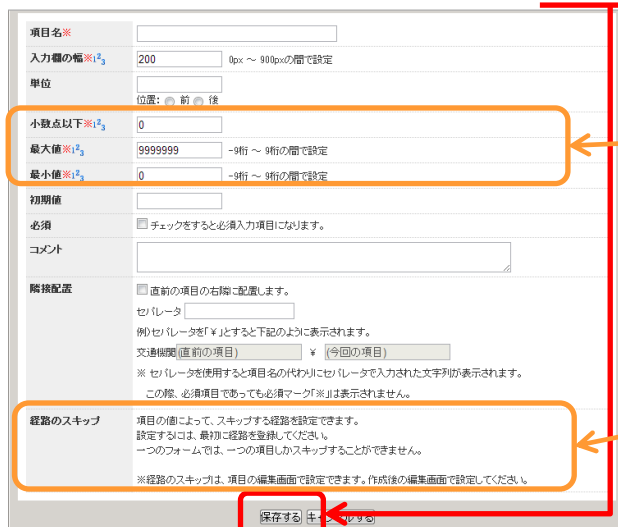 項目名※
入力欄の幅※123 200 0px ～ 900pxの間で設定
単位
位置: 前 後
小数点以下※123 0
最大値※123 9999999 -9桁 ～ 9桁の間で設定
最小値※123 0 -9桁 ～ 9桁の間で設定
初期値
必須 チェックをすると必須入力項目になります。
コメント
隣接配置 直前の項目の右隣に配置します。
セパレータ
例)セパレータを「￥」とすると下記のように表示されます。
交通機関 (直前の項目) ￥ (今回の項目)
※ セパレータを使用すると項目名の代わりにセパレータで入力された文字列が表示されます。
この際、必須項目であっても必須マーク「※」は表示されません。
経路のスキップ 項目の値によって、スキップする経路を設定できます。
設定するには、最初に経路を登録してください。
一つのフォームでは、一つの項目しかスキップすることができません。
※経路のスキップは、項目の編集画面で設定できます。作成後の編集画面で設定してください。
保存する キャンセルする